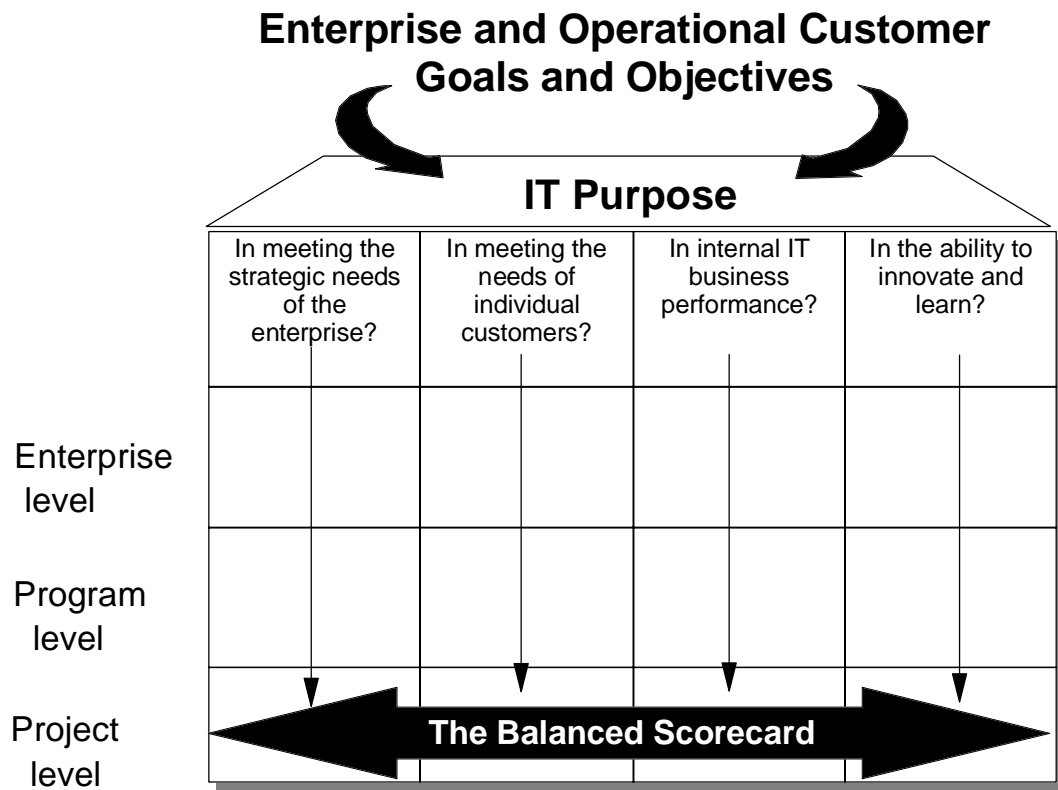 Enterprise and Operational Customer
Goals and Objectives
IT Purpose
In meeting the
strategic needs
of the
enterprise?
In meeting the
needs of
individual
customers?
In internal IT
business
performance?
In the ability to
innovate and
learn?
Enterprise
level
Program
level
Project
level
The Balanced Scorecard